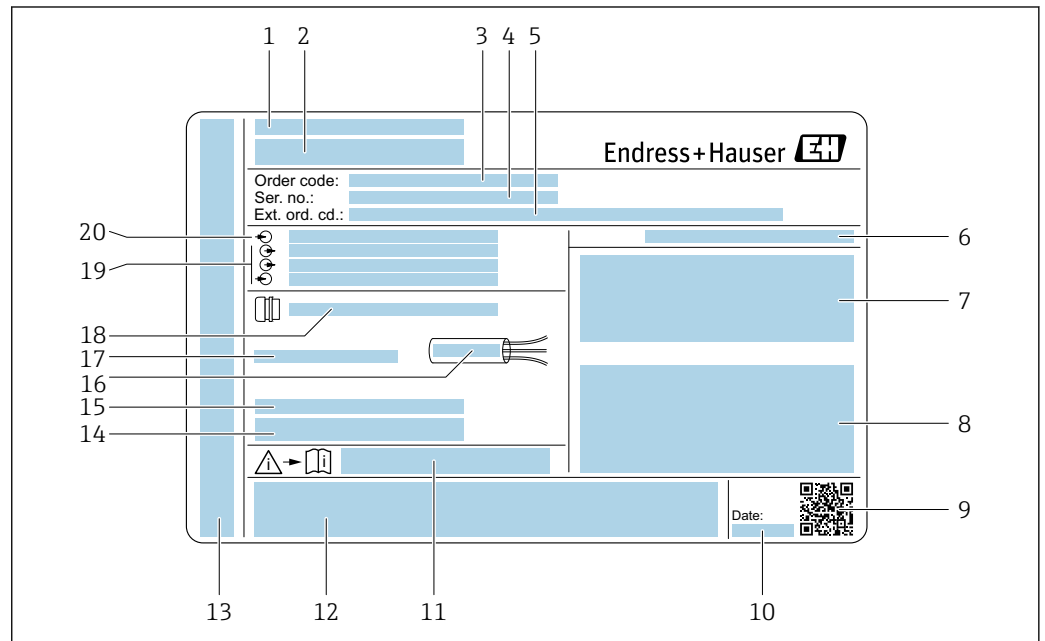 1 2 3 4 5
Endress+Hauser EH
Order code:
Ser. no.:
Ext. ord. cd.:
20
6
19
7
18
17
16
15
14
8
i i
Date:
9
13 12 11 10